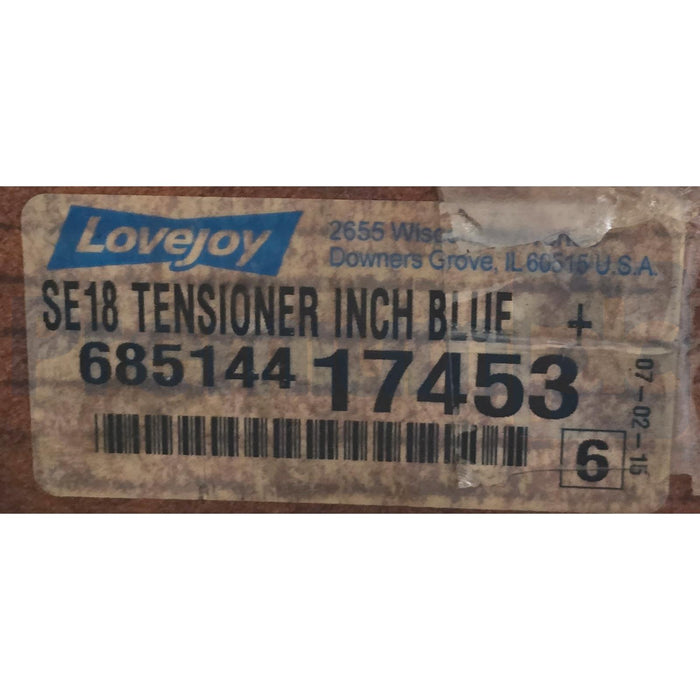 Lovejoy
2655
Downers Grove, IL 60515 U.S.A.
SE18 TENSIONER INCH BLUE +
685144 17453
6
07-02-15